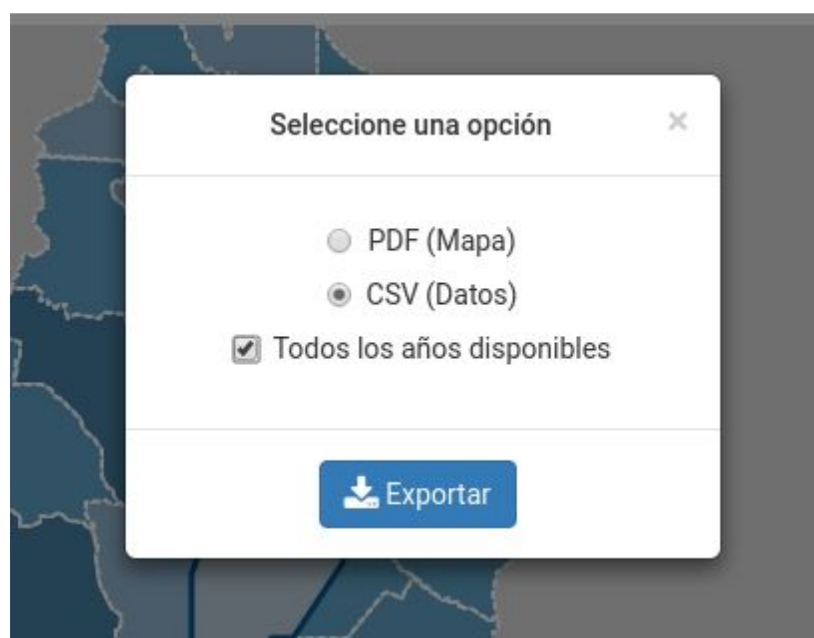 Seleccione una opción
×
PDF (Mapa)
CSV (Datos)
Todos los años disponibles
Exportar